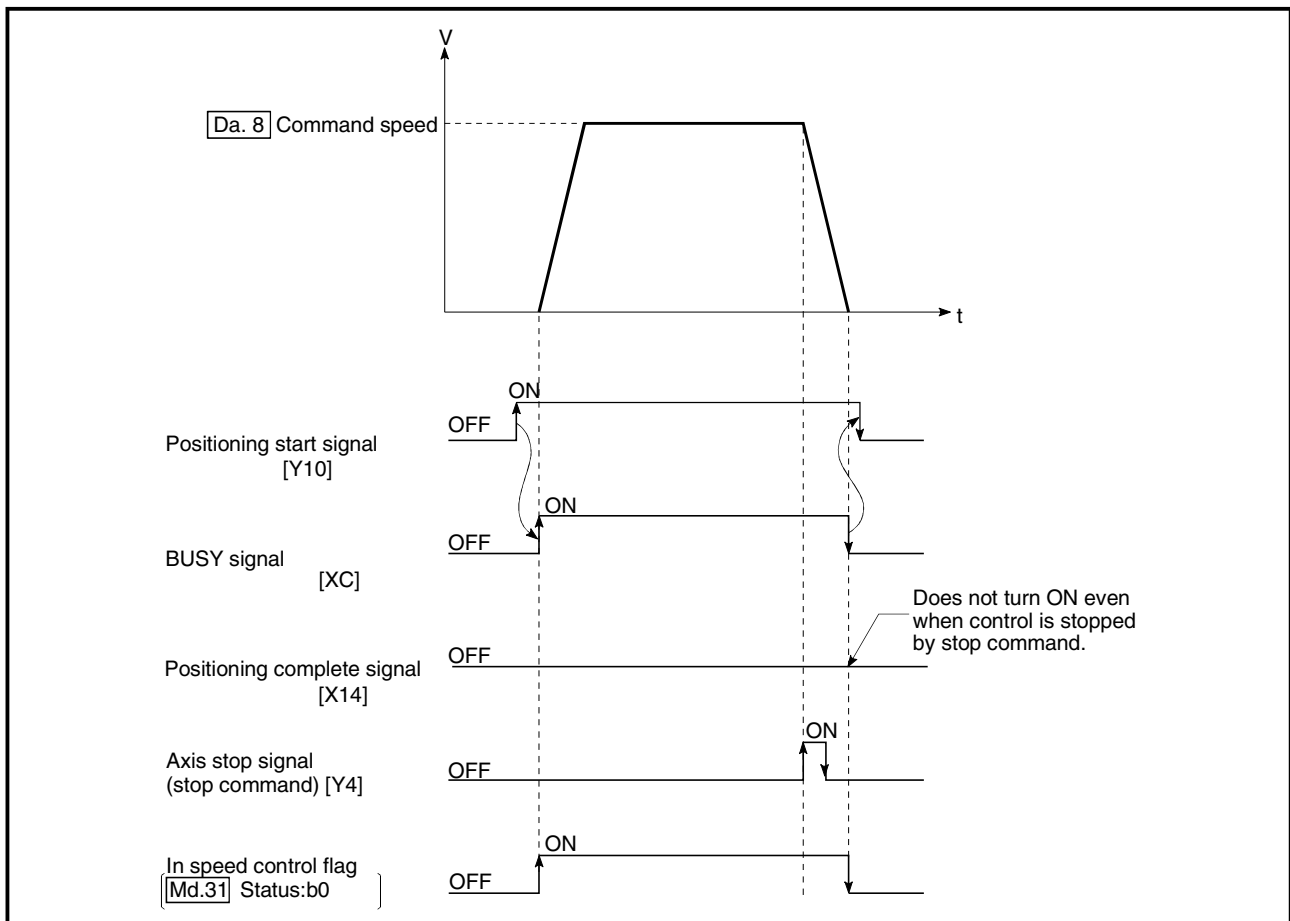 V
Da. 8 Command speed
t
ON
OFF
Positioning start signal
[Y10]
ON
OFF
BUSY signal
[XC]
Does not turn ON even
when control is stopped
by stop command.
OFF
Positioning complete signal
[X14]
ON
Axis stop signal
OFF
(stop command) [Y4]
ON
In speed control flag
OFF
Md.31 Status:b0